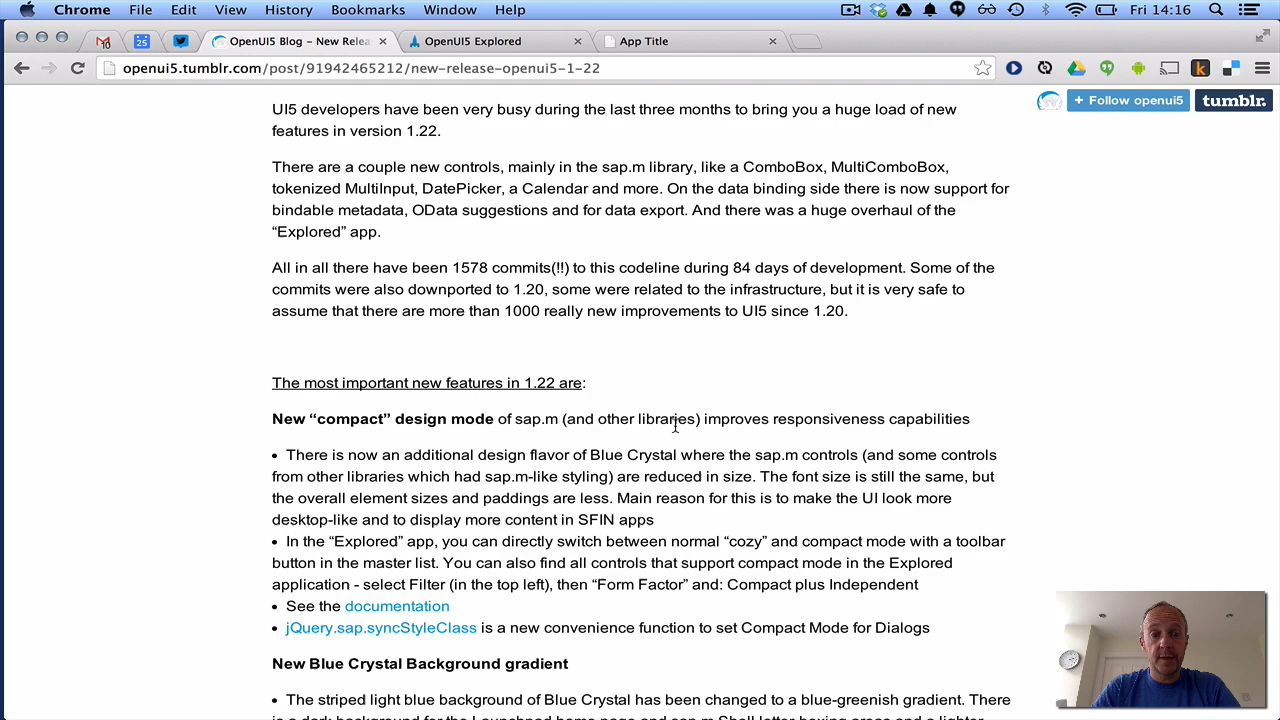 Chrome File Edit View History Bookmarks Window Help Fri 14:16
OpenUI5 Blog – New Relea OpenUI5 Explored App Title
openui5.tumblr.com/post/91942465212/new-release-openui5-1-22
+ Follow openui5 tumblr.
UI5 developers have been very busy during the last three months to bring you a huge load of new
features in version 1.22.
There are a couple new controls, mainly in the sap.m library, like a ComboBox, MultiComboBox,
tokenized MultiInput, DatePicker, a Calendar and more. On the data binding side there is now support for
bindable metadata, OData suggestions and for data export. And there was a huge overhaul of the
“Explored” app.
All in all there have been 1578 commits(!!) to this codeline during 84 days of development. Some of the
commits were also downported to 1.20, some were related to the infrastructure, but it is very safe to
assume that there are more than 1000 really new improvements to UI5 since 1.20.
The most important new features in 1.22 are:
New “compact” design mode of sap.m (and other libraries) improves responsiveness capabilities
• There is now an additional design flavor of Blue Crystal where the sap.m controls (and some controls
from other libraries which had sap.m-like styling) are reduced in size. The font size is still the same, but
the overall element sizes and paddings are less. Main reason for this is to make the UI look more
desktop-like and to display more content in SFIN apps
• In the “Explored” app, you can directly switch between normal “cozy” and compact mode with a toolbar
button in the master list. You can also find all controls that support compact mode in the Explored
application - select Filter (in the top left), then “Form Factor” and: Compact plus Independent
• See the documentation
• jQuery.sap.syncStyleClass is a new convenience function to set Compact Mode for Dialogs
New Blue Crystal Background gradient
• The striped light blue background of Blue Crystal has been changed to a blue-greenish gradient. There
is a dark background for the Launchpad home page and sap.m.Shell letter boxing areas and a lighter